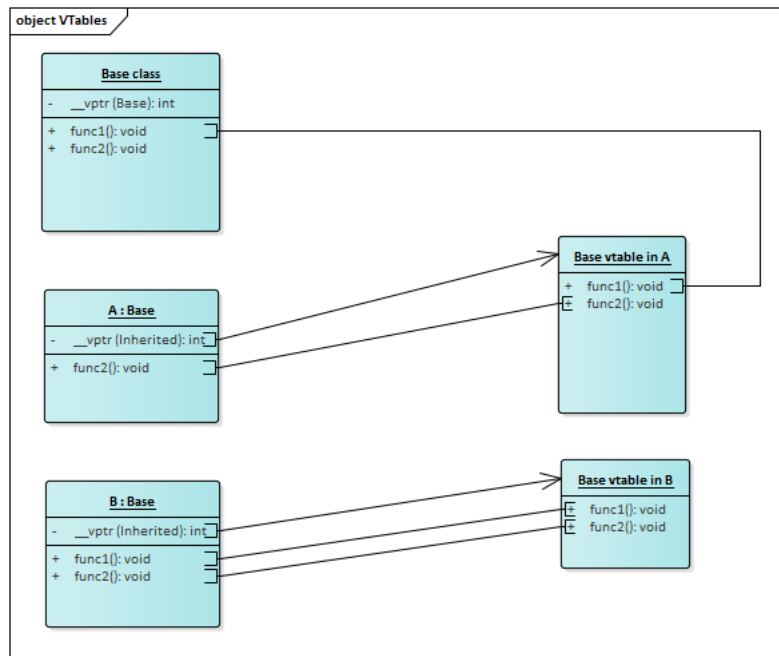 object VTables
Base class
- __vptr (Base): int
+ func1(): void
+ func2(): void
Base vtable in A
+ func1(): void
+ func2(): void
A : Base
- __vptr (Inherited): int
+ func2(): void
B : Base
- __vptr (Inherited): int
+ func1(): void
+ func2(): void
Base vtable in B
+ func1(): void
+ func2(): void